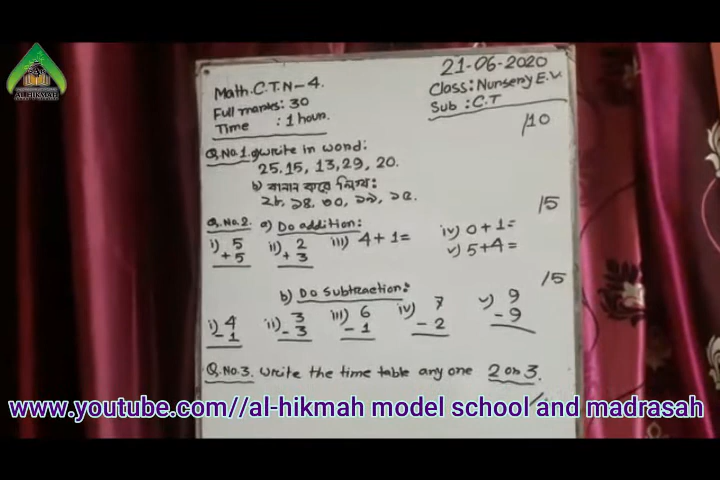 AL HIKMAH
Math.C.T.N-4.
Full marks: 30
Time : 1 hour.
21-06-2020
Class: Nursery E.V.
Sub : C.T
/10
Q.No.1.a) write in word:
25.15, 13,29, 20.
b) বানান করে লিখ:
২৮. ১৪. ৩০, ১৯, ১৫.
/5
Q.No.2. a) Do addition:
i) 5 + 5 ii) 2 + 3 iii) 4+1= iv) 0+1=
v) 5+4=
/5
b) Do subtraction:
i) 4 - 1 ii) 3 - 3 iii) 6 - 1 iv) 7 - 2 v) 9 - 9
Q.No.3. write the time table any one 2 or 3.
www.youtube.com//al-hikmah model school and madrasah